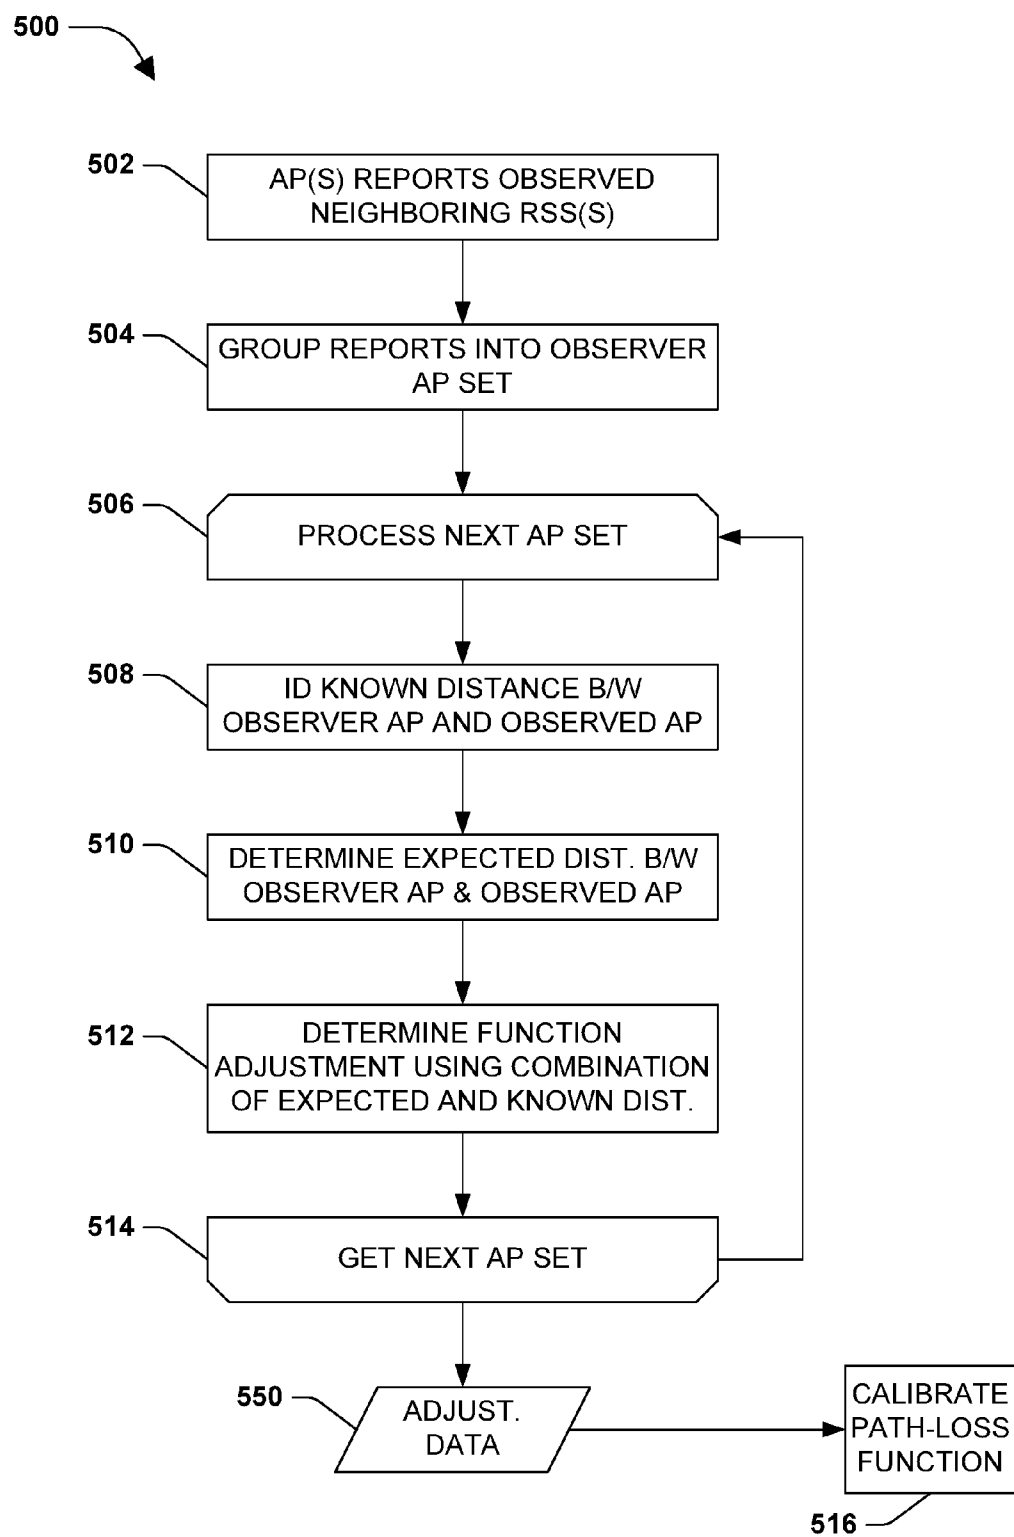 500
502
AP(S) REPORTS OBSERVED
NEIGHBORING RSS(S)
504
GROUP REPORTS INTO OBSERVER
AP SET
506
PROCESS NEXT AP SET
508
ID KNOWN DISTANCE B/W
OBSERVER AP AND OBSERVED AP
510
DETERMINE EXPECTED DIST. B/W
OBSERVER AP & OBSERVED AP
512
DETERMINE FUNCTION
ADJUSTMENT USING COMBINATION
OF EXPECTED AND KNOWN DIST.
514
GET NEXT AP SET
550
ADJUST.
DATA
CALIBRATE
PATH-LOSS
FUNCTION
516